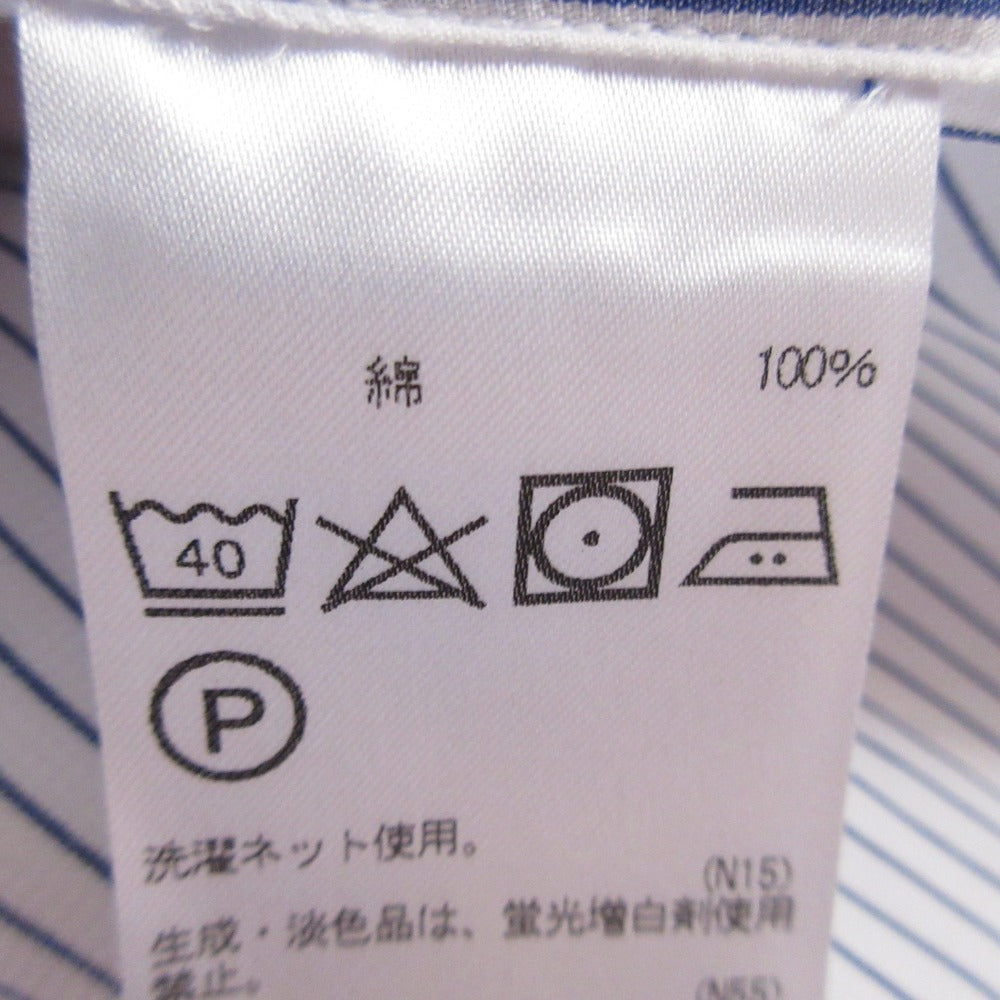 綿 100%
40
P
洗濯ネット使用。
(N15)
生成・淡色品は、蛍光増白剤使用
禁止。
(N55)